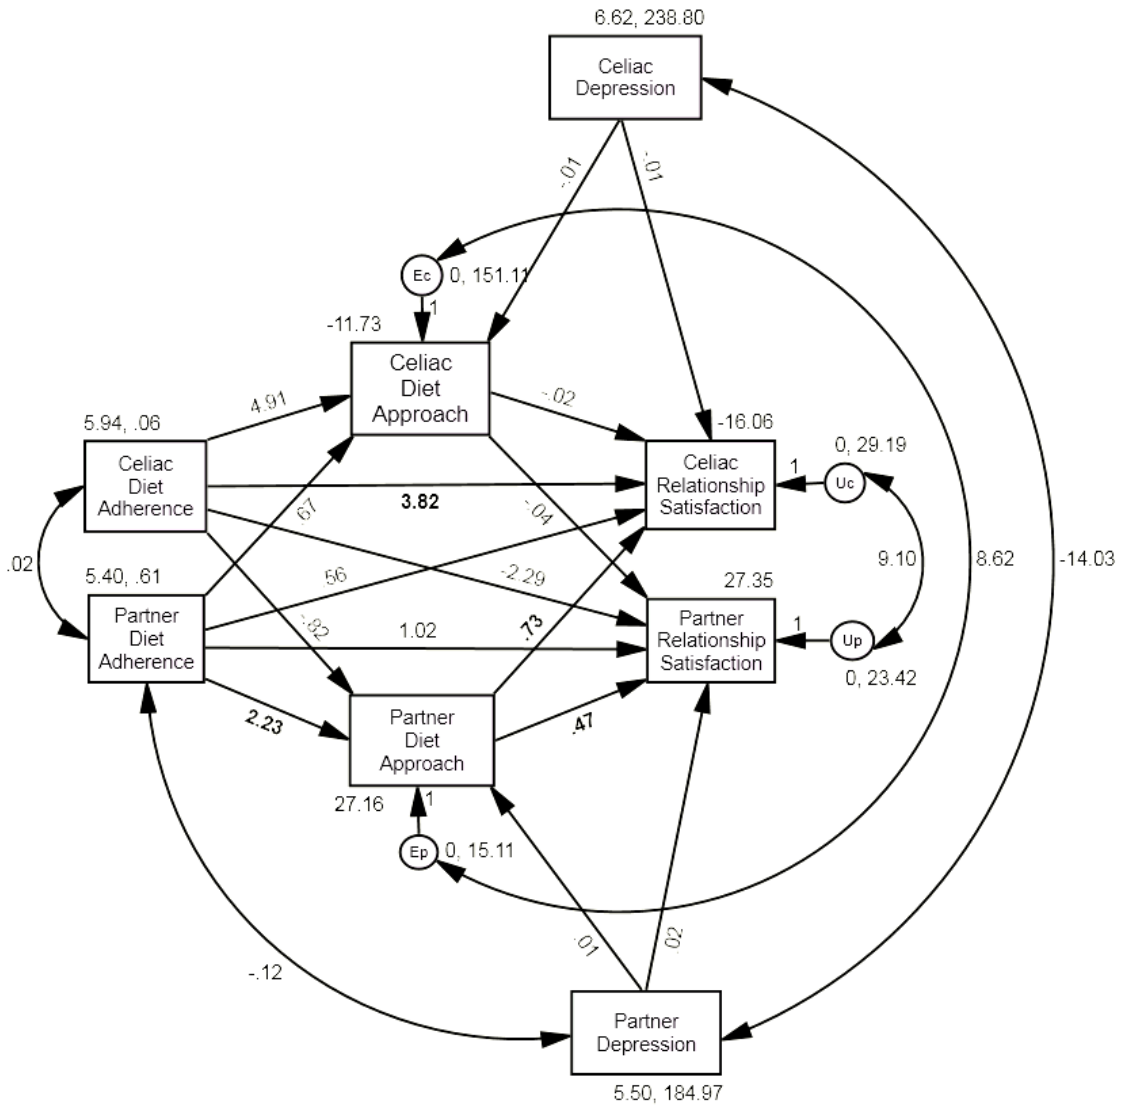 6.62, 238.80
Celiac
Depression
-.01
-.01
Ec
0, 151.11
1
-11.73
Celiac
Diet
Approach
4.91
-.02
5.94, .06
-16.06
0, 29.19
Celiac
Diet
Adherence
Celiac
Relationship
Satisfaction
1
Uc
3.82
.67
-.04
.02
9.10
8.62
-14.03
5.40, .61
.56
-2.29
27.35
Partner
Diet
Adherence
-.82
1.02
.73
Partner
Relationship
Satisfaction
1
Up
0, 23.42
2.23
.47
Partner
Diet
Approach
27.16
1
Ep
0, 15.11
.01
.02
-.12
Partner
Depression
5.50, 184.97